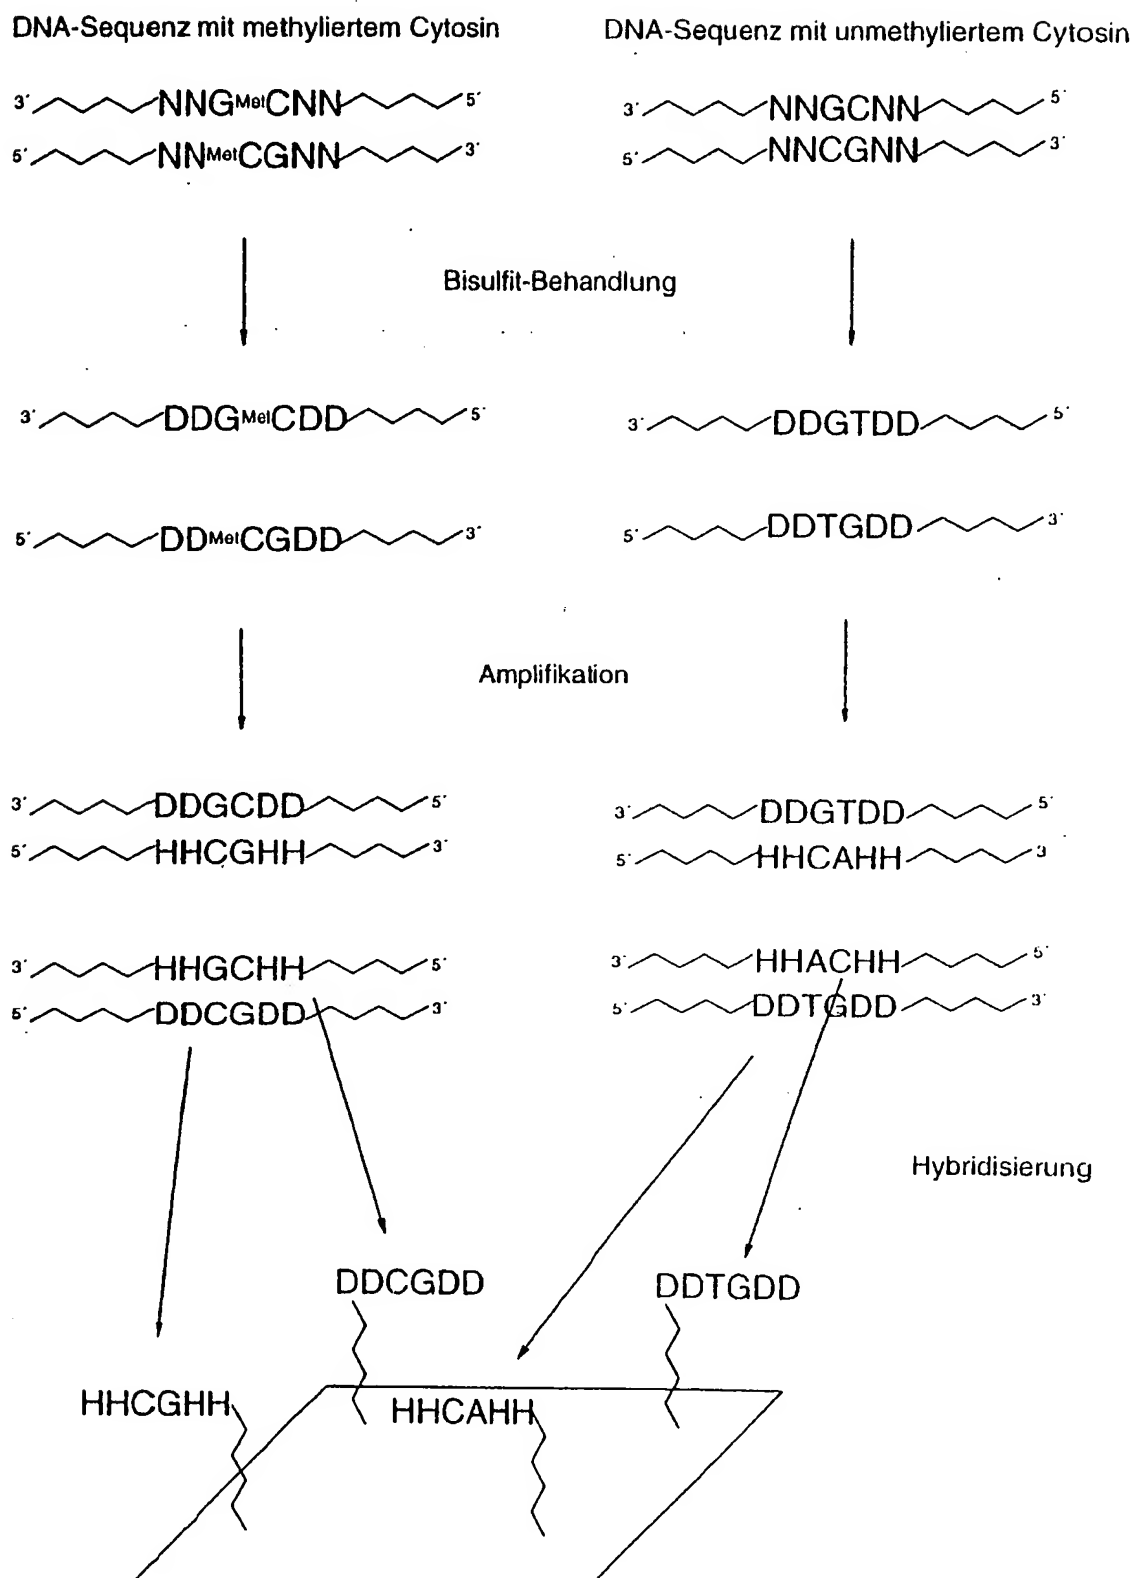 DNA-Sequenz mit methyliertem Cytosin
DNA-Sequenz mit unmethyliertem Cytosin
3´ NNGMetCNN 5´
5´ NNMetCGNN 3´
3´ NNGCNN 5´
5´ NNCGNN 3´
Bisulfit-Behandlung
3´ DDGMetCDD 5´
5´ DDMetCGDD 3´
3´ DDGTDD 5´
5´ DDTGDD 3´
Amplifikation
3´ DDGCDD 5´
5´ HHCGHH 3´
3´ DDGTDD 5´
5´ HHCAHH 3
3´ HHGCHH 5´
5´ DDCGDD 3´
3´ HHACHH 5´
5´ DDTGDD 3´
Hybridisierung
DDCGDD
DDTGDD
HHCGHH
HHCAHH